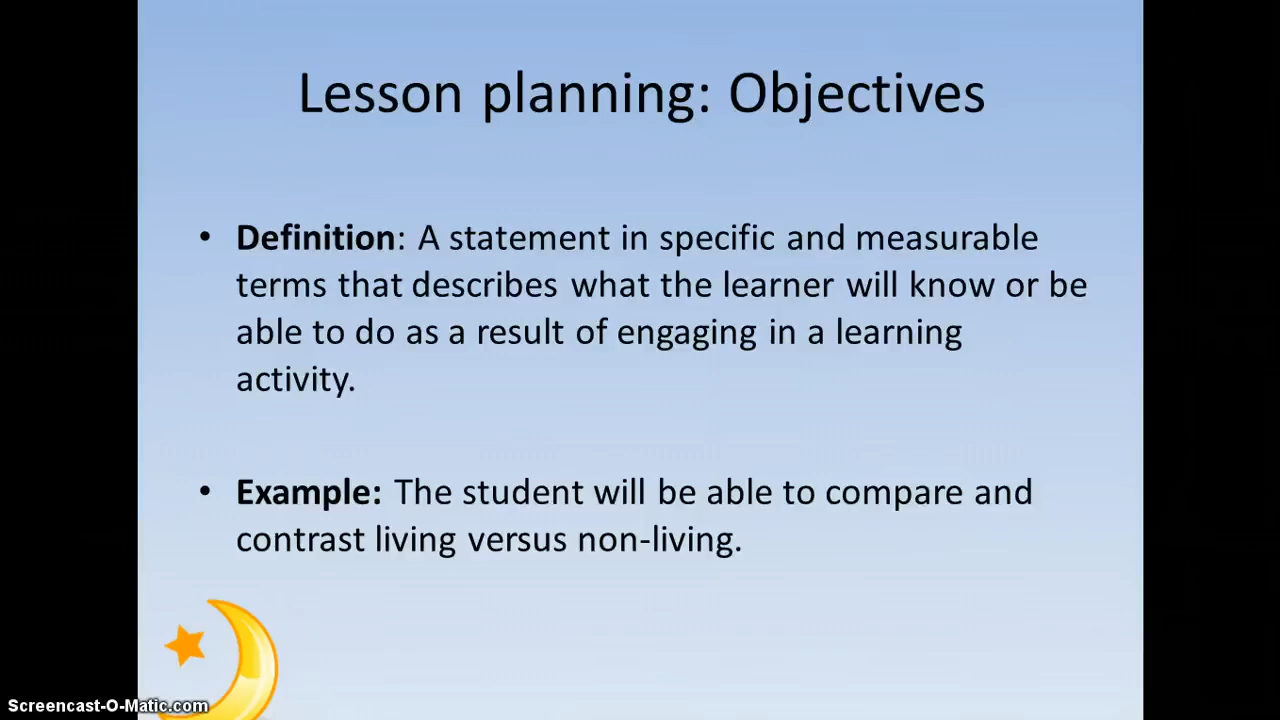 Lesson planning: Objectives
• Definition: A statement in specific and measurable
terms that describes what the learner will know or be
able to do as a result of engaging in a learning
activity.
• Example: The student will be able to compare and
contrast living versus non-living.
Screencast-O-Matic.com